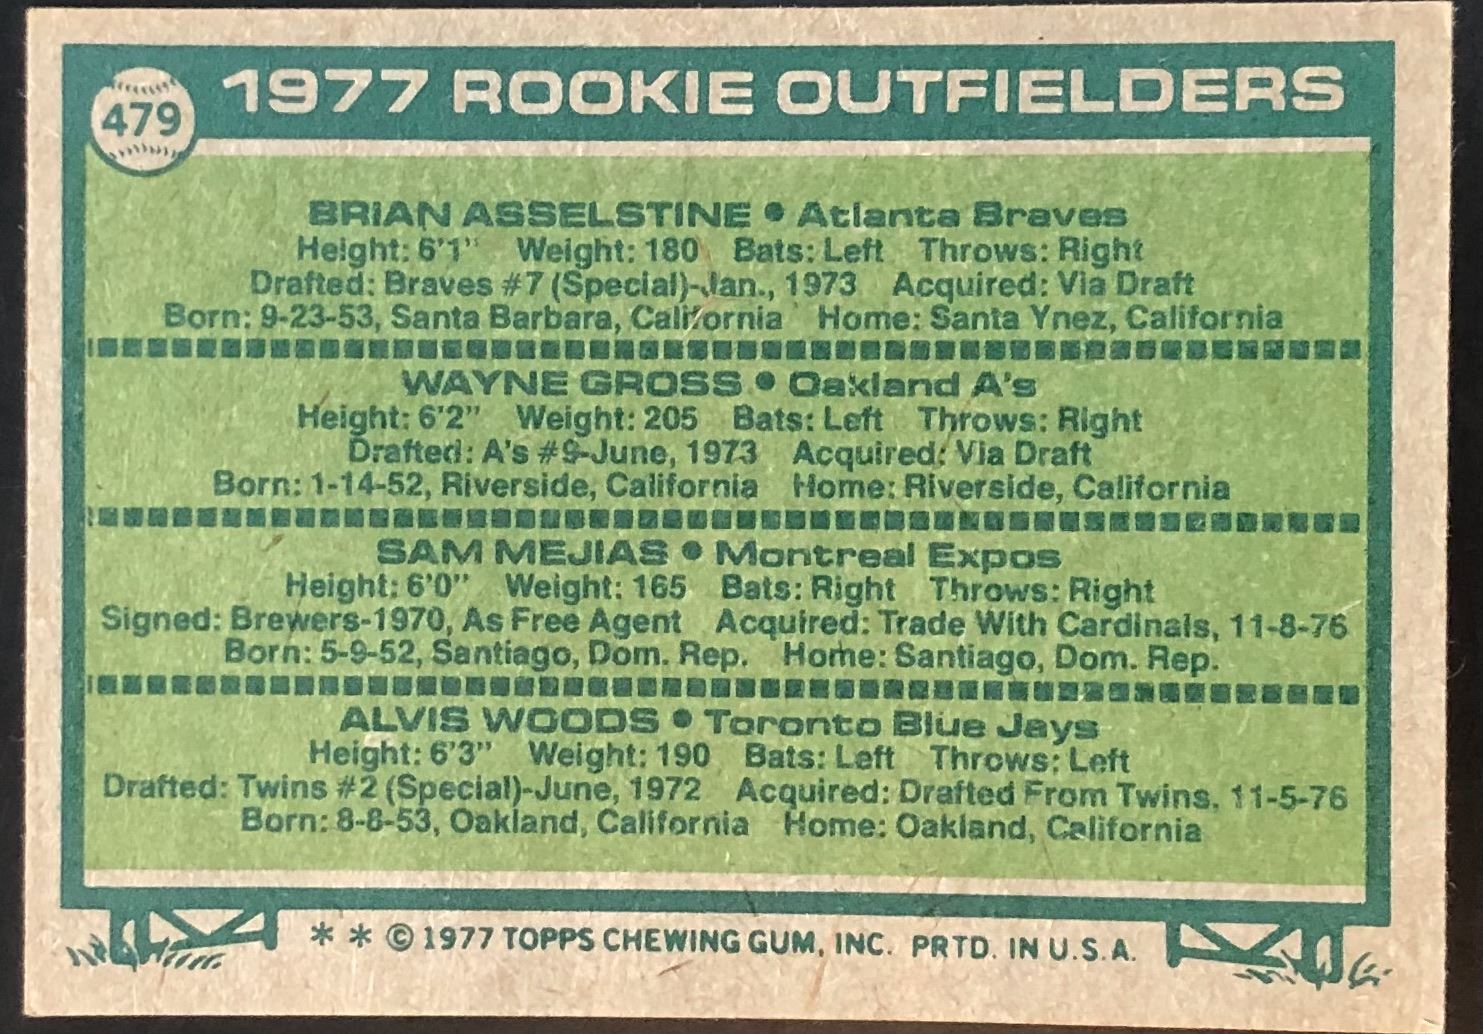 479
1977 ROOKIE OUTFIELDERS
BRIAN ASSELSTINE • Atlanta Braves
Height: 6'1" Weight: 180 Bats: Left Throws: Right
Drafted: Braves #7 (Special)-Jan., 1973 Acquired: Via Draft
Born: 9-23-53, Santa Barbara, California Home: Santa Ynez, California
WAYNE GROSS • Oakland A's
Height: 6'2" Weight: 205 Bats: Left Throws: Right
Drafted: A's #9-June, 1973 Acquired: Via Draft
Born: 1-14-52, Riverside, California Home: Riverside, California
SAM MEJIAS • Montreal Expos
Height: 6'0" Weight: 165 Bats: Right Throws: Right
Signed: Brewers-1970, As Free Agent Acquired: Trade With Cardinals, 11-8-76
Born: 5-9-52, Santiago, Dom. Rep. Home: Santiago, Dom. Rep.
ALVIS WOODS • Toronto Blue Jays
Height: 6'3" Weight: 190 Bats: Left Throws: Left
Drafted: Twins #2 (Special)-June, 1972 Acquired: Drafted From Twins, 11-5-76
Born: 8-8-53, Oakland, California Home: Oakland, California
* * © 1977 TOPPS CHEWING GUM, INC. PRTD. IN U.S.A.